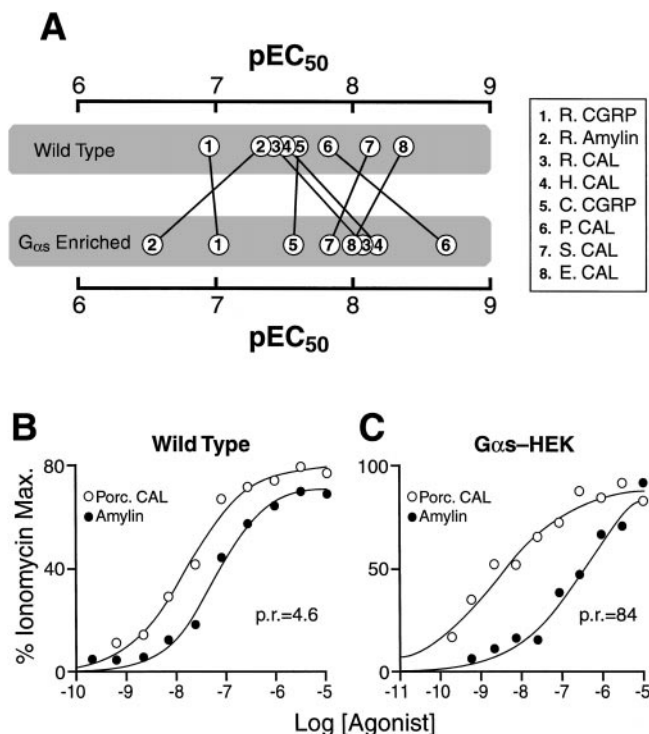 A
pEC50
6 7 8 9
Wild Type 1 2 3 4 5 6 7 8
Gαs Enriched 2 1 5 7 8 3 4 6
6 7 8 9
pEC50
1. R. CGRP
2. R. Amylin
3. R. CAL
4. H. CAL
5. C. CGRP
6. P. CAL
7. S. CAL
8. E. CAL
B
Wild Type
% Ionomycin Max.
80
40
0
Porc. CAL
Amylin
p.r.=4.6
-10 -9 -8 -7 -6 -5
C
Gαs–HEK
100
50
0
Porc. CAL
Amylin
p.r.=84
-11 -10 -9 -8 -7 -6 -5
Log [Agonist]